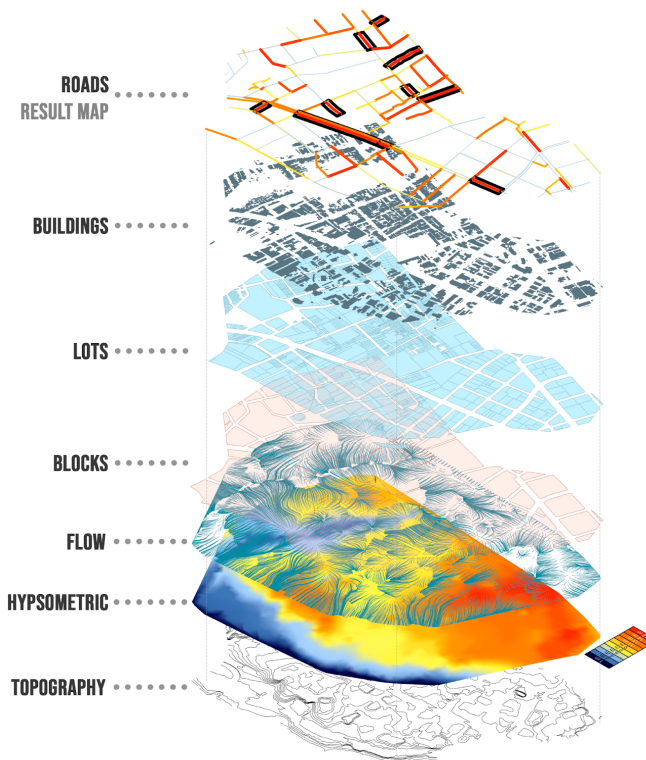 ROADS
RESULT MAP
BUILDINGS
LOTS
BLOCKS
FLOW
HYPSOMETRIC
TOPOGRAPHY